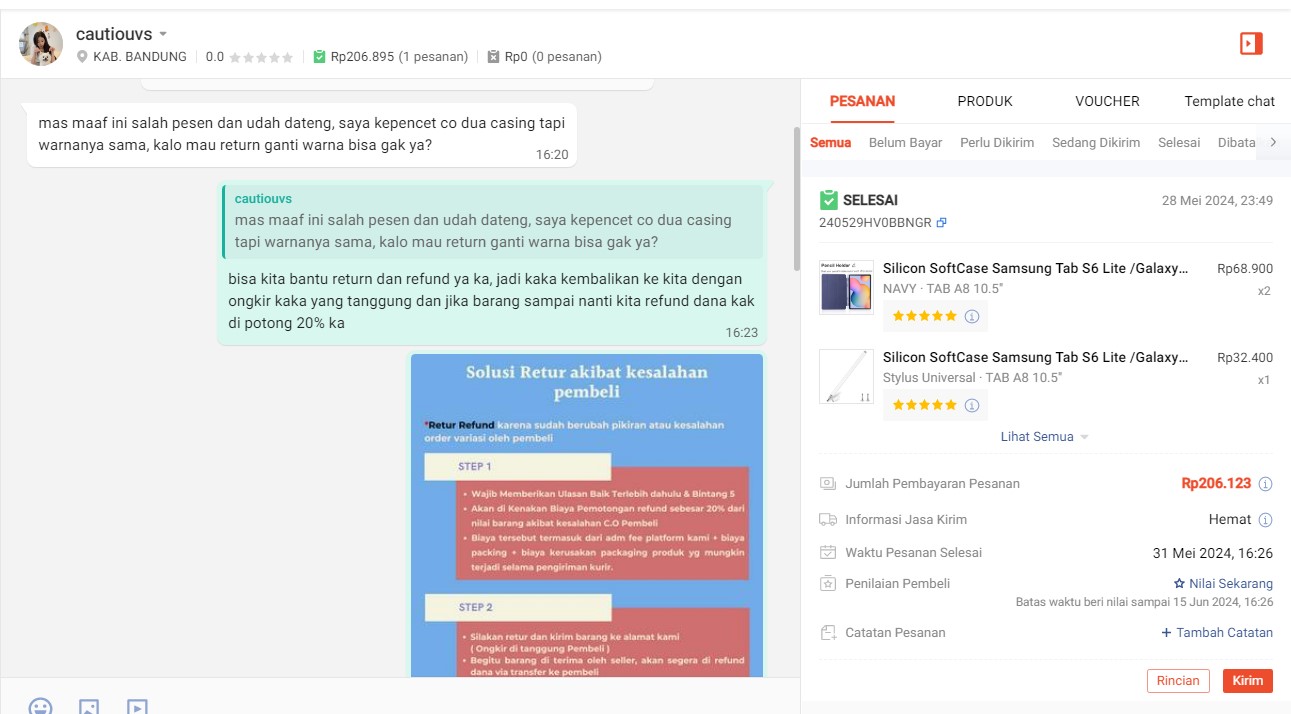 cautiouvs
KAB. BANDUNG
0.0
Rp206.895 (1 pesanan)
Rp0 (0 pesanan)
mas maaf ini salah pesen dan udah dateng, saya kepencet co dua casing tapi
warnanya sama, kalo mau return ganti warna bisa gak ya?
16:20
cautiouvs
mas maaf ini salah pesen dan udah dateng, saya kepencet co dua casing
tapi warnanya sama, kalo mau return ganti warna bisa gak ya?
bisa kita bantu return dan refund ya ka, jadi kaka kembalikan ke kita dengan
ongkir kaka yang tanggung dan jika barang sampai nanti kita refund dana kak
di potong 20% ka
16:23
Solusi Retur akibat kesalahan
pembeli
*Retur Refund karena sudah berubah pikiran atau kesalahan
order variasi oleh pembeli
STEP 1
• Wajib Memberikan Ulasan Baik Terlebih dahulu & Bintang 5
• Akan di Kenakan Biaya Pemotongan refund sebesar 20% dari
nilai barang akibat kesalahan C.O Pembeli
• Biaya tersebut termasuk dari adm fee platform kami + biaya
packing + biaya kerusakan packaging produk yg mungkin
terjadi selama pengiriman kurir.
STEP 2
• Silakan retur dan kirim barang ke alamat kami
( Ongkir di tanggung Pembeli )
• Begitu barang di terima oleh seller, akan segera di refund
dana via transfer ke pembeli
PESANAN
PRODUK
VOUCHER
Template chat
Semua
Belum Bayar
Perlu Dikirim
Sedang Dikirim
Selesai
Dibata
SELESAI
28 Mei 2024, 23:49
240529HV0BBNGR
Silicon SoftCase Samsung Tab S6 Lite /Galaxy...
Rp68.900
NAVY · TAB A8 10.5"
x2
Silicon SoftCase Samsung Tab S6 Lite /Galaxy...
Rp32.400
Stylus Universal · TAB A8 10.5"
x1
Lihat Semua
Jumlah Pembayaran Pesanan
Rp206.123
Informasi Jasa Kirim
Hemat
Waktu Pesanan Selesai
31 Mei 2024, 16:26
Penilaian Pembeli
Nilai Sekarang
Batas waktu beri nilai sampai 15 Jun 2024, 16:26
Catatan Pesanan
+ Tambah Catatan
Rincian
Kirim